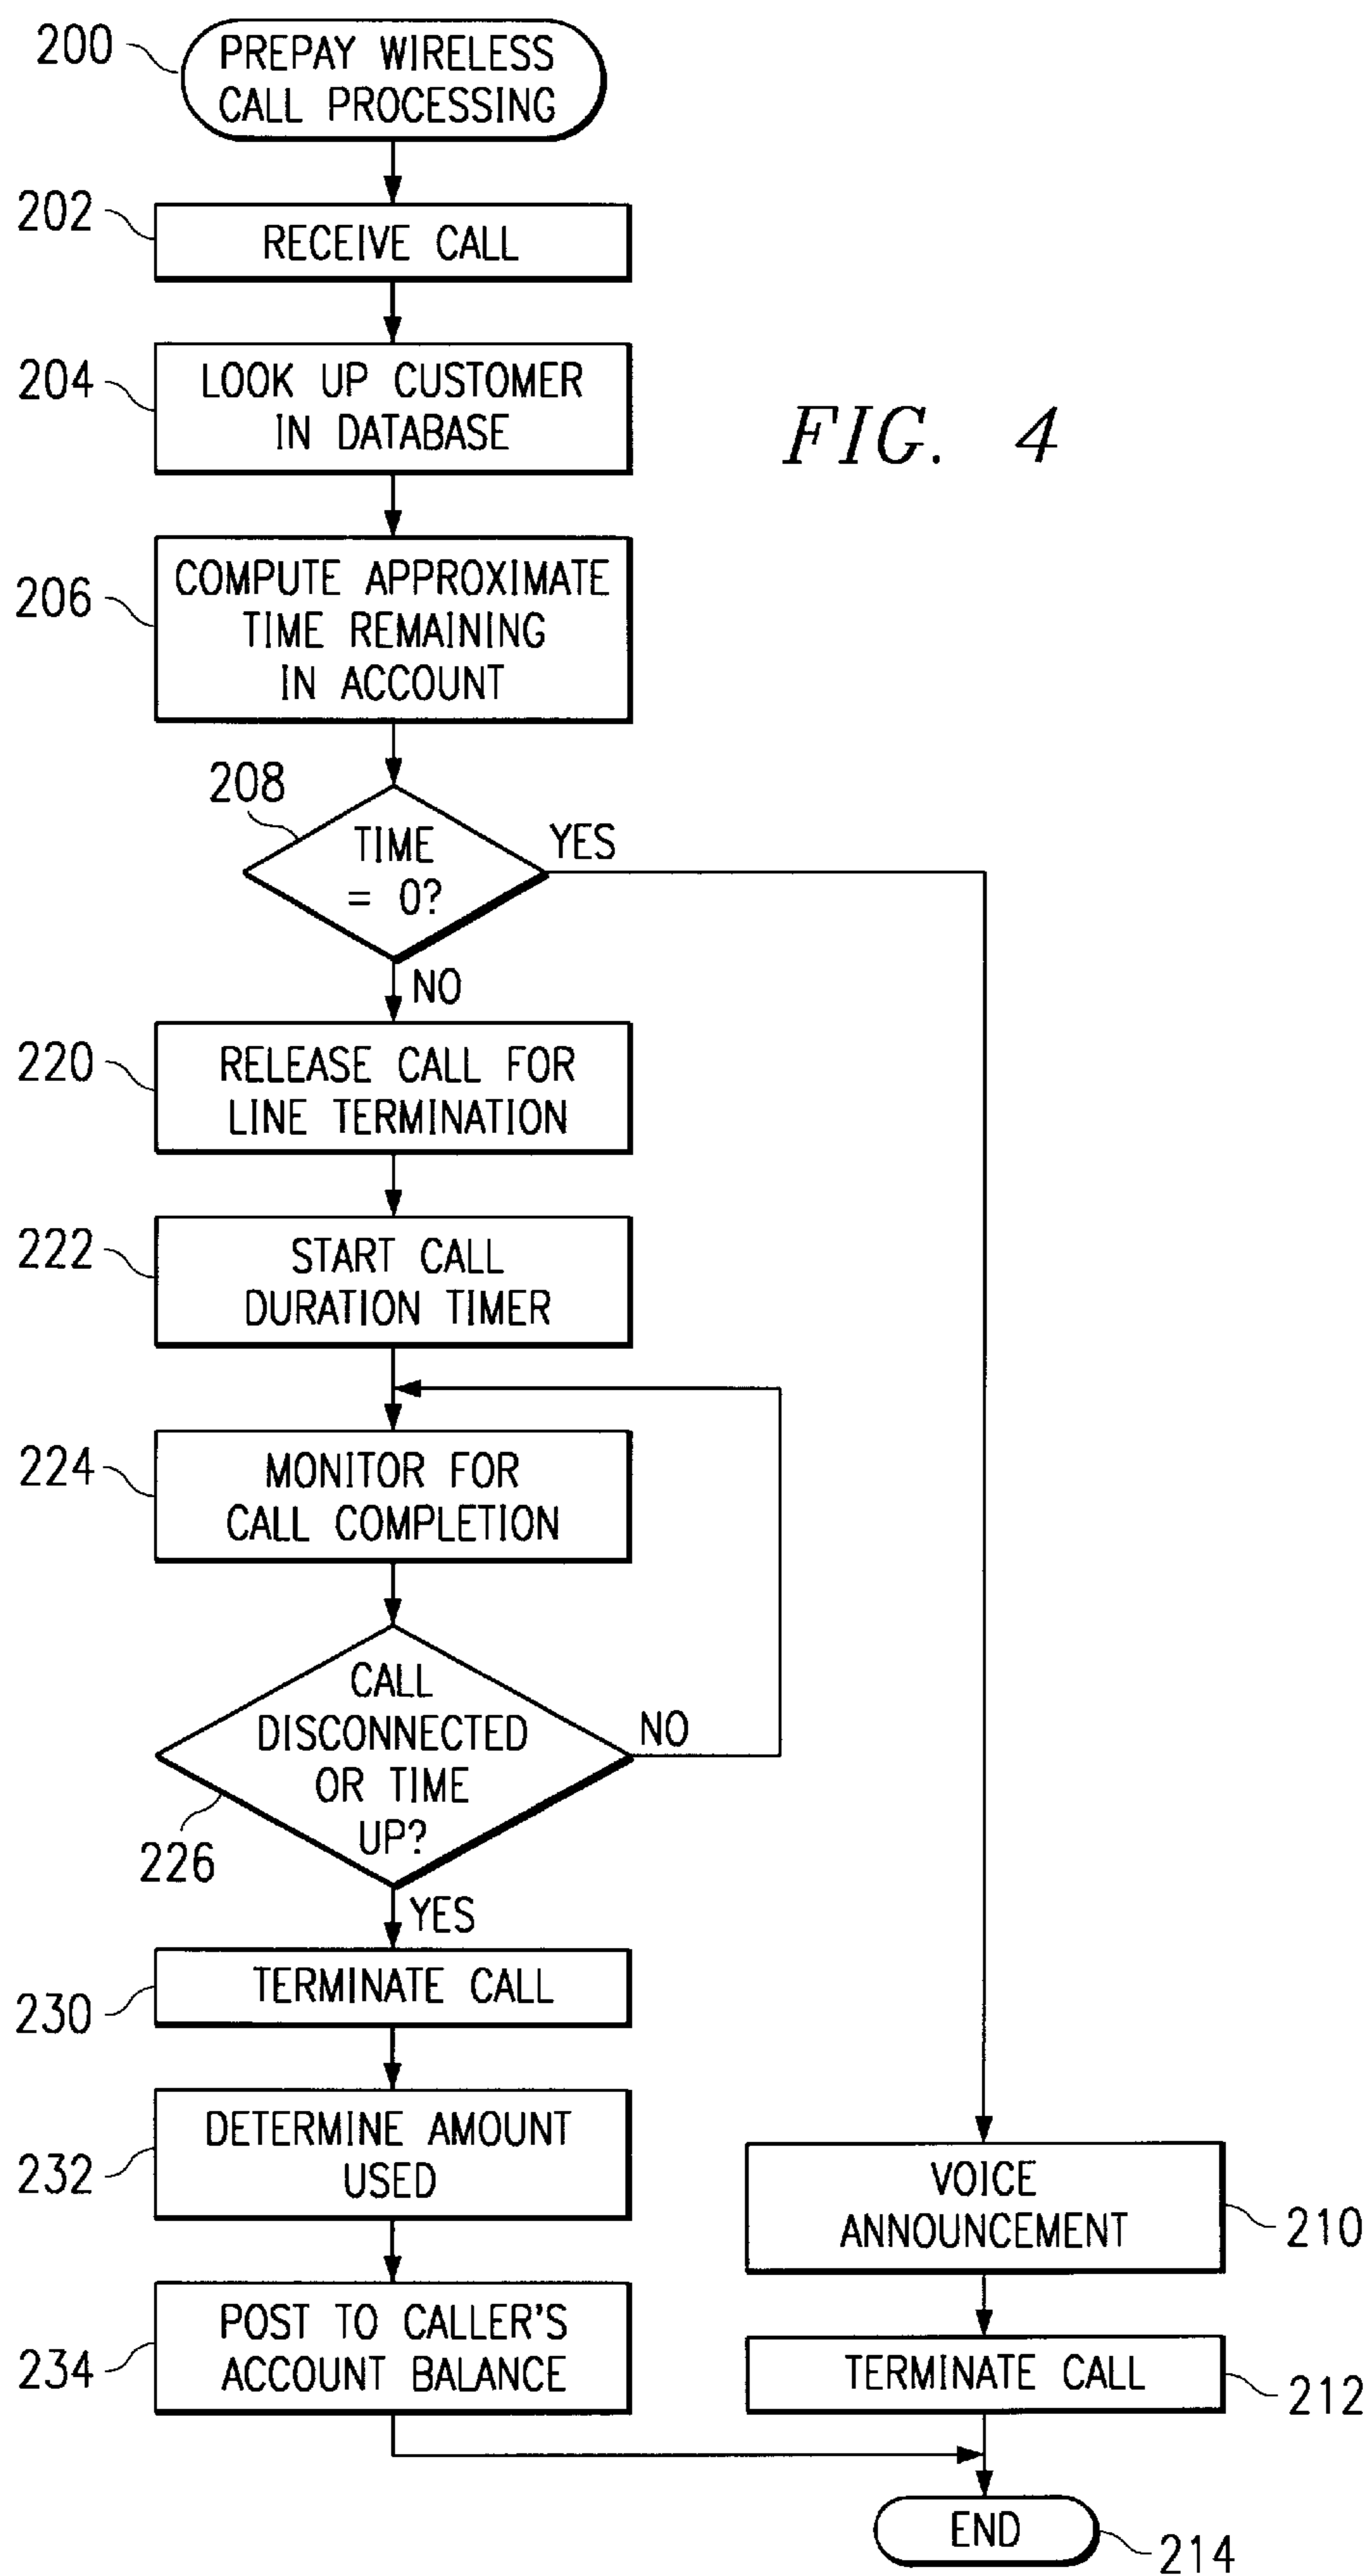 200
PREPAY WIRELESS
CALL PROCESSING
202
RECEIVE CALL
204
LOOK UP CUSTOMER
IN DATABASE
FIG. 4
206
COMPUTE APPROXIMATE
TIME REMAINING
IN ACCOUNT
208
TIME
= 0?
YES
NO
220
RELEASE CALL FOR
LINE TERMINATION
222
START CALL
DURATION TIMER
224
MONITOR FOR
CALL COMPLETION
CALL
DISCONNECTED
OR TIME
UP?
NO
226
YES
230
TERMINATE CALL
232
DETERMINE AMOUNT
USED
234
POST TO CALLER'S
ACCOUNT BALANCE
VOICE
ANNOUNCEMENT
210
TERMINATE CALL
212
END
214